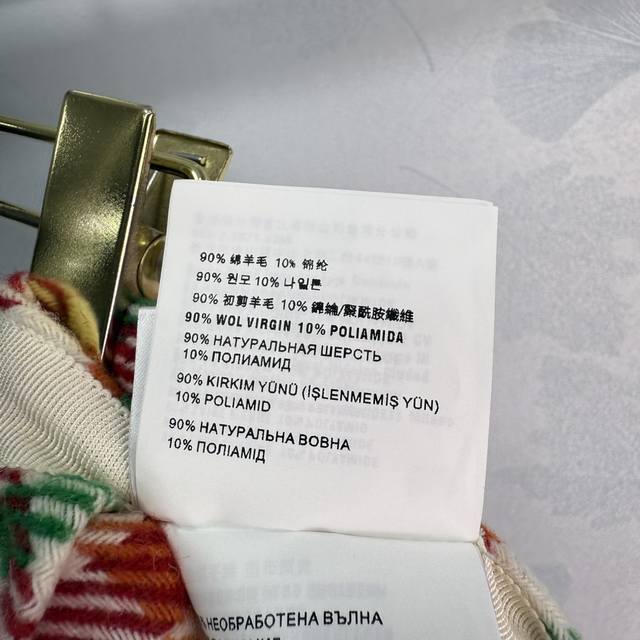 90% 绵羊毛 10% 锦纶
90% 원모 10% 나일론
90% 初剪羊毛 10% 錦綸/聚酰胺纖維
90% WOL VIRGIN 10% POLIAMIDA
90% НАТУРАЛЬНАЯ ШЕРСТЬ
10% ПОЛИАМИД
90% KIRKIM YÜNÜ (İŞLENMEMİŞ YÜN)
10% POLIAMID
90% НАТУРАЛЬНА ВОВНА
10% ПОЛІАМІД
НЕОБРАБОТЕНА ВЪЛНА